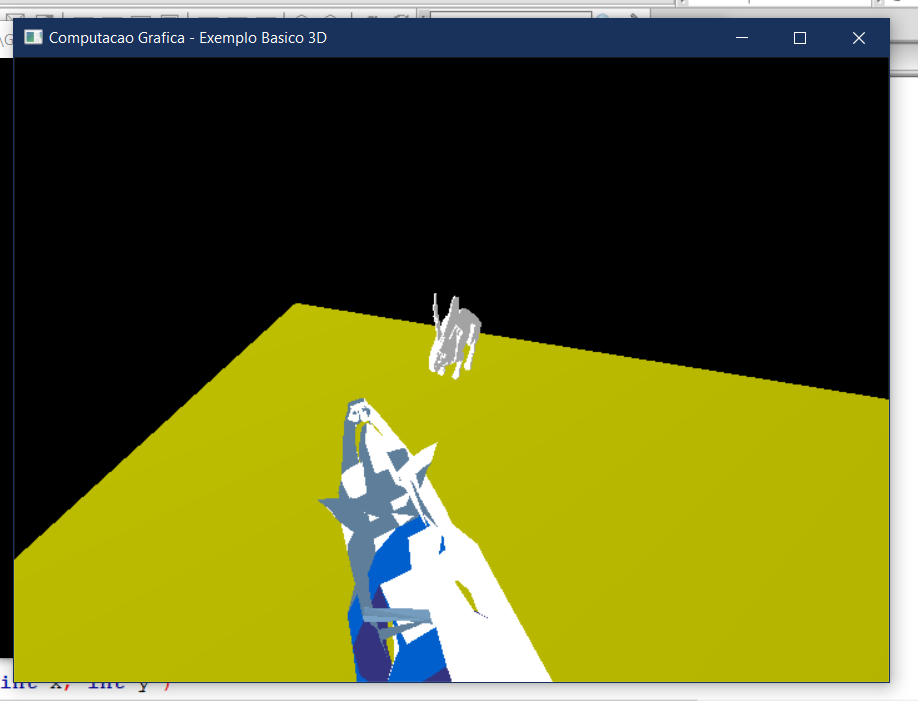 \G
Computacao Grafica - Exemplo Basico 3D
int x, int y )